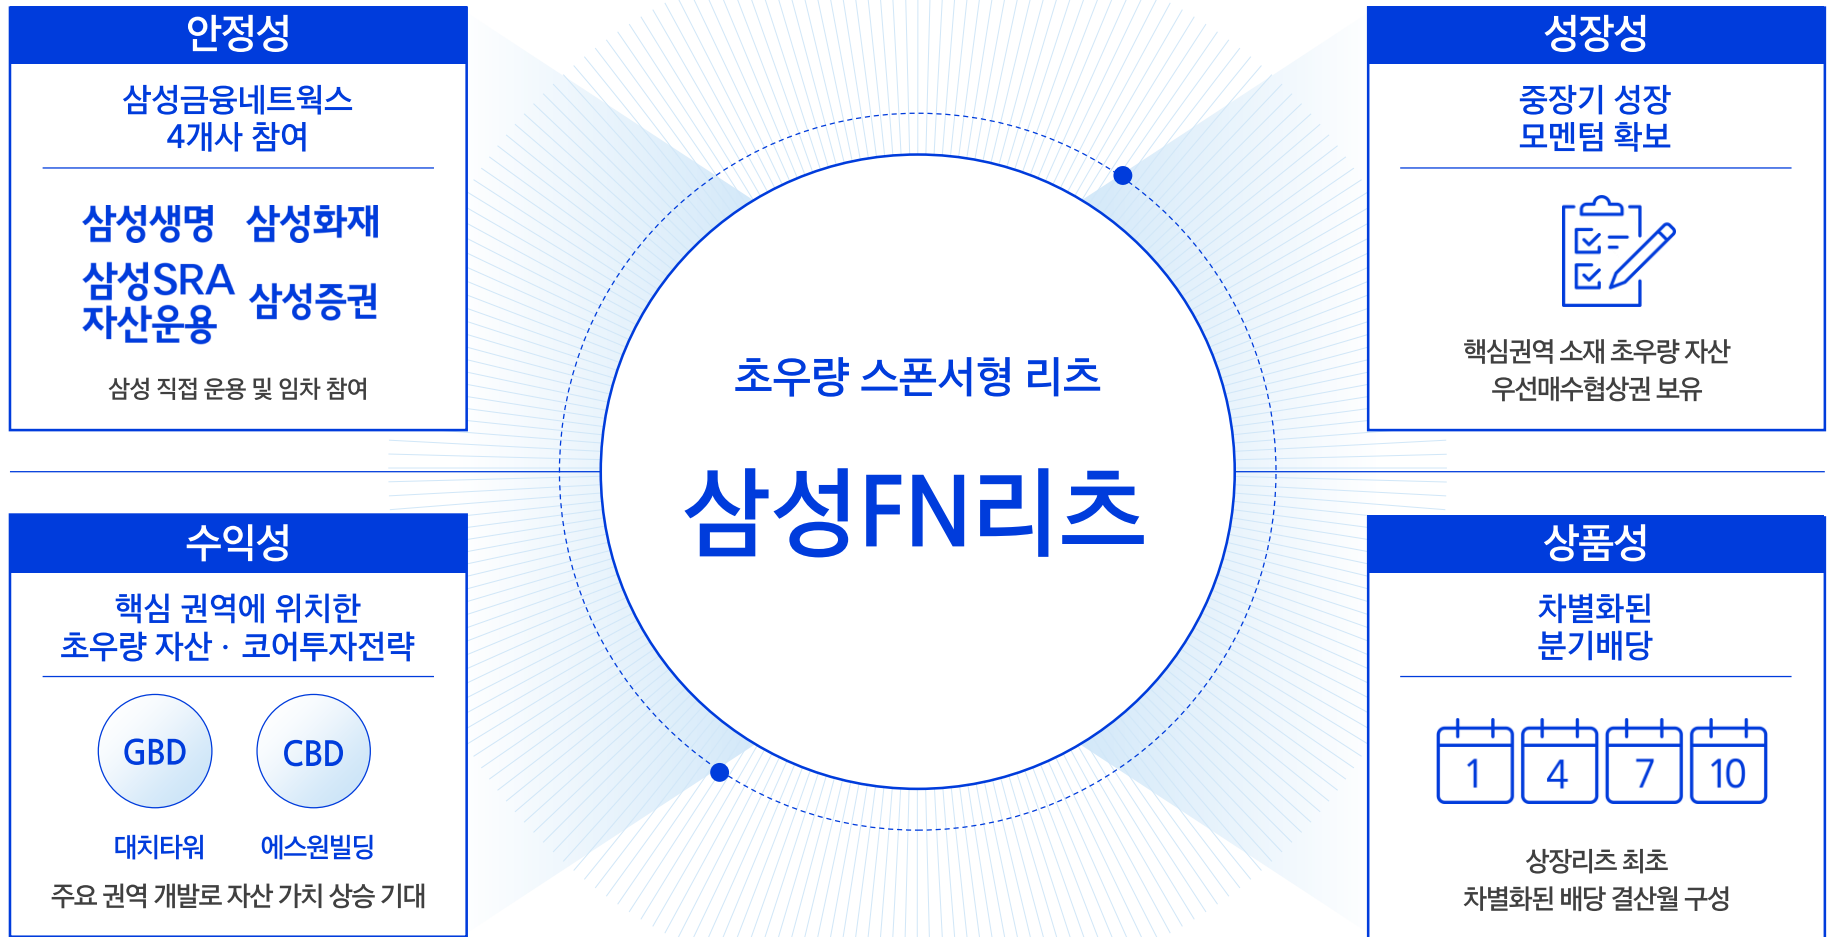 안정성
삼성금융네트웍스
4개사 참여
삼성생명 삼성화재
삼성SRA
자산운용
삼성증권
삼성 직접 운용 및 임차 참여
성장성
중장기 성장
모멘텀 확보
핵심권역 소재 초우량 자산
우선매수협상권 보유
초우량 스폰서형 리츠
삼성FN리츠
수익성
핵심 권역에 위치한
초우량 자산 · 코어투자전략
GBD CBD
대치타워 에스원빌딩
주요 권역 개발로 자산 가치 상승 기대
상품성
차별화된
분기배당
1 4 7 10
상장리츠 최초
차별화된 배당 결산월 구성